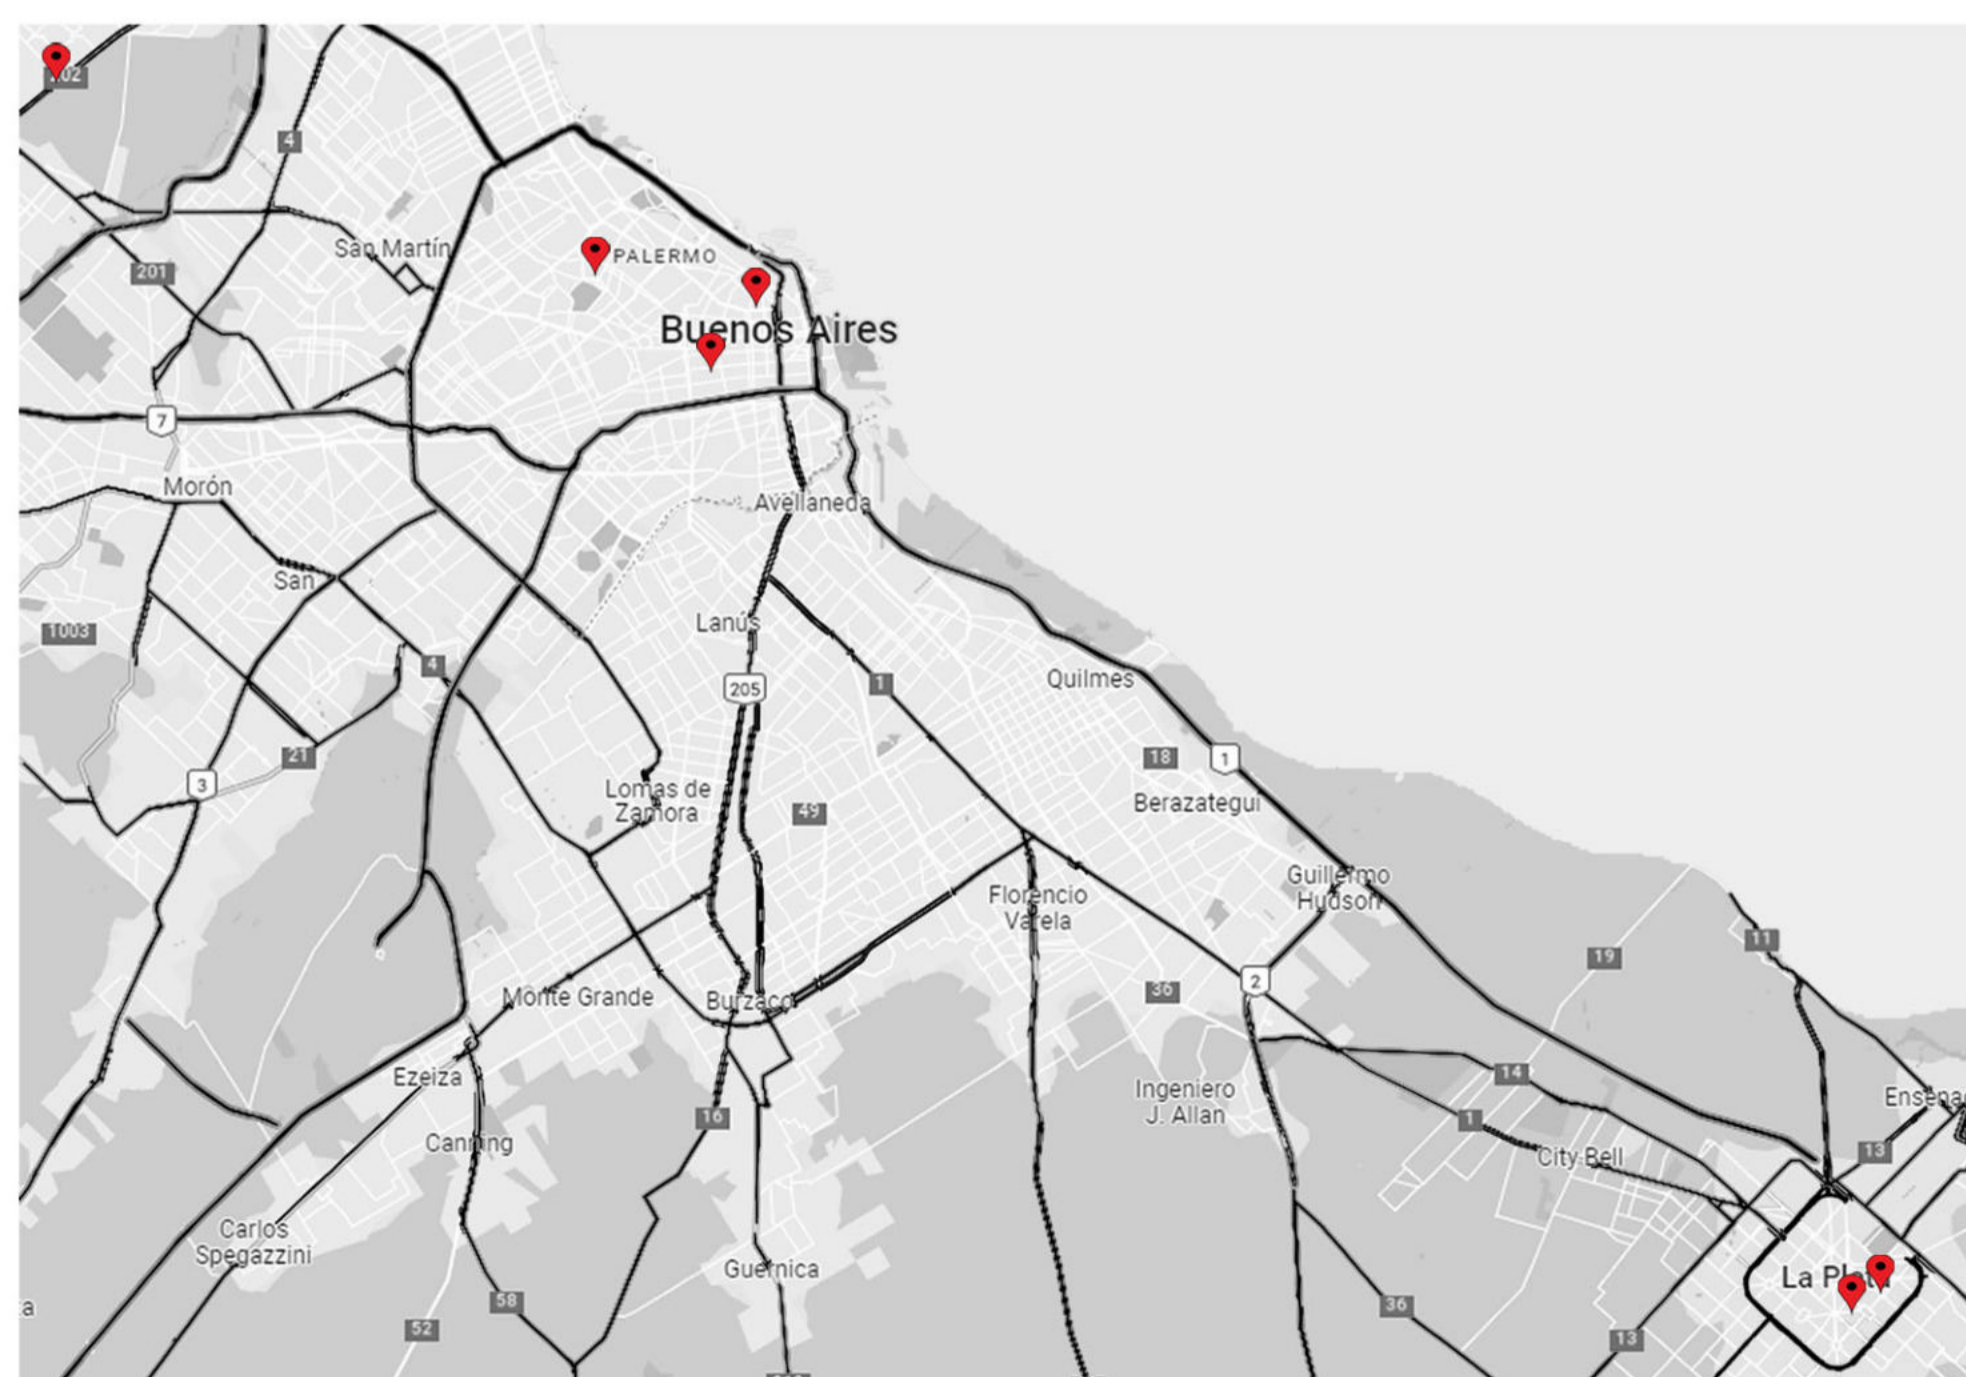 4
San Martín
PALERMO
201
Buenos Aires
7
Morón
Avellaneda
San
Lanús
1003
4
205
1
Quilmes
21
3
18
1
Lomas de
Zamora
49
Berazategui
Guillermo
Hudson
Florencio
Varela
11
19
2
36
Monte Grande
Burzaco
Ezeiza
14
Ingeniero
J. Allan
1
16
Canning
City Bell
13
Carlos
Spegazzini
Guernica
La Plata
58
52
36
13